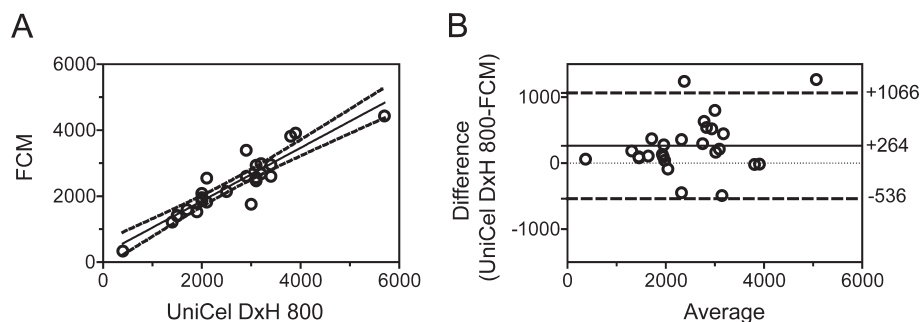 A
6000
4000
2000
0
FCM
0 2000 4000 6000
UniCel DxH 800
B
1000
0
-1000
Difference
(UniCel DxH 800-FCM)
+1066
+264
-536
0 2000 4000 6000
Average